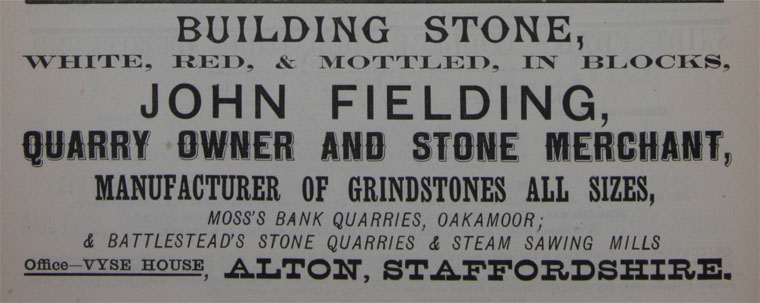 BUILDING STONE,
WHITE, RED, & MOTTLED, IN BLOCKS,
JOHN FIELDING,
QUARRY OWNER AND STONE MERCHANT,
MANUFACTURER OF GRINDSTONES ALL SIZES,
MOSS'S BANK QUARRIES, OAKAMOOR;
& BATTLESTEAD'S STONE QUARRIES & STEAM SAWING MILLS
Office—VYSE HOUSE, ALTON, STAFFORDSHIRE.